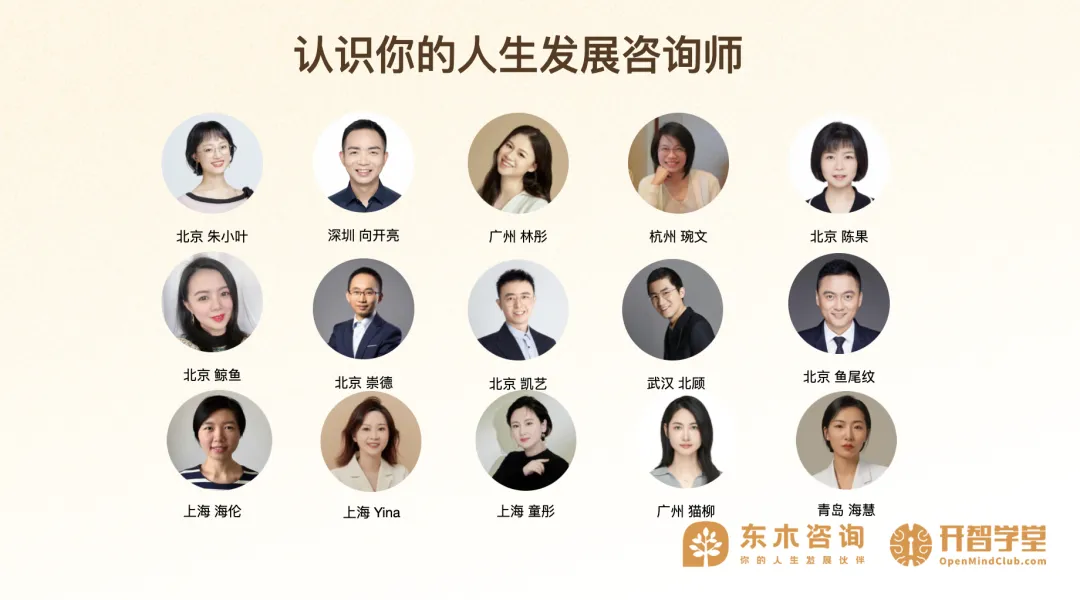 认识你的人生发展咨询师
北京 朱小叶
深圳 向开亮
广州 林彤
杭州 琬文
北京 陈果
北京 鲸鱼
北京 崇德
北京 凯艺
武汉 北顾
北京 鱼尾纹
上海 海伦
上海 Yina
上海 童彤
广州 猫柳
青岛 海慧
东木咨询
你的人生发展伙伴
开智学堂
OpenMindClub.com